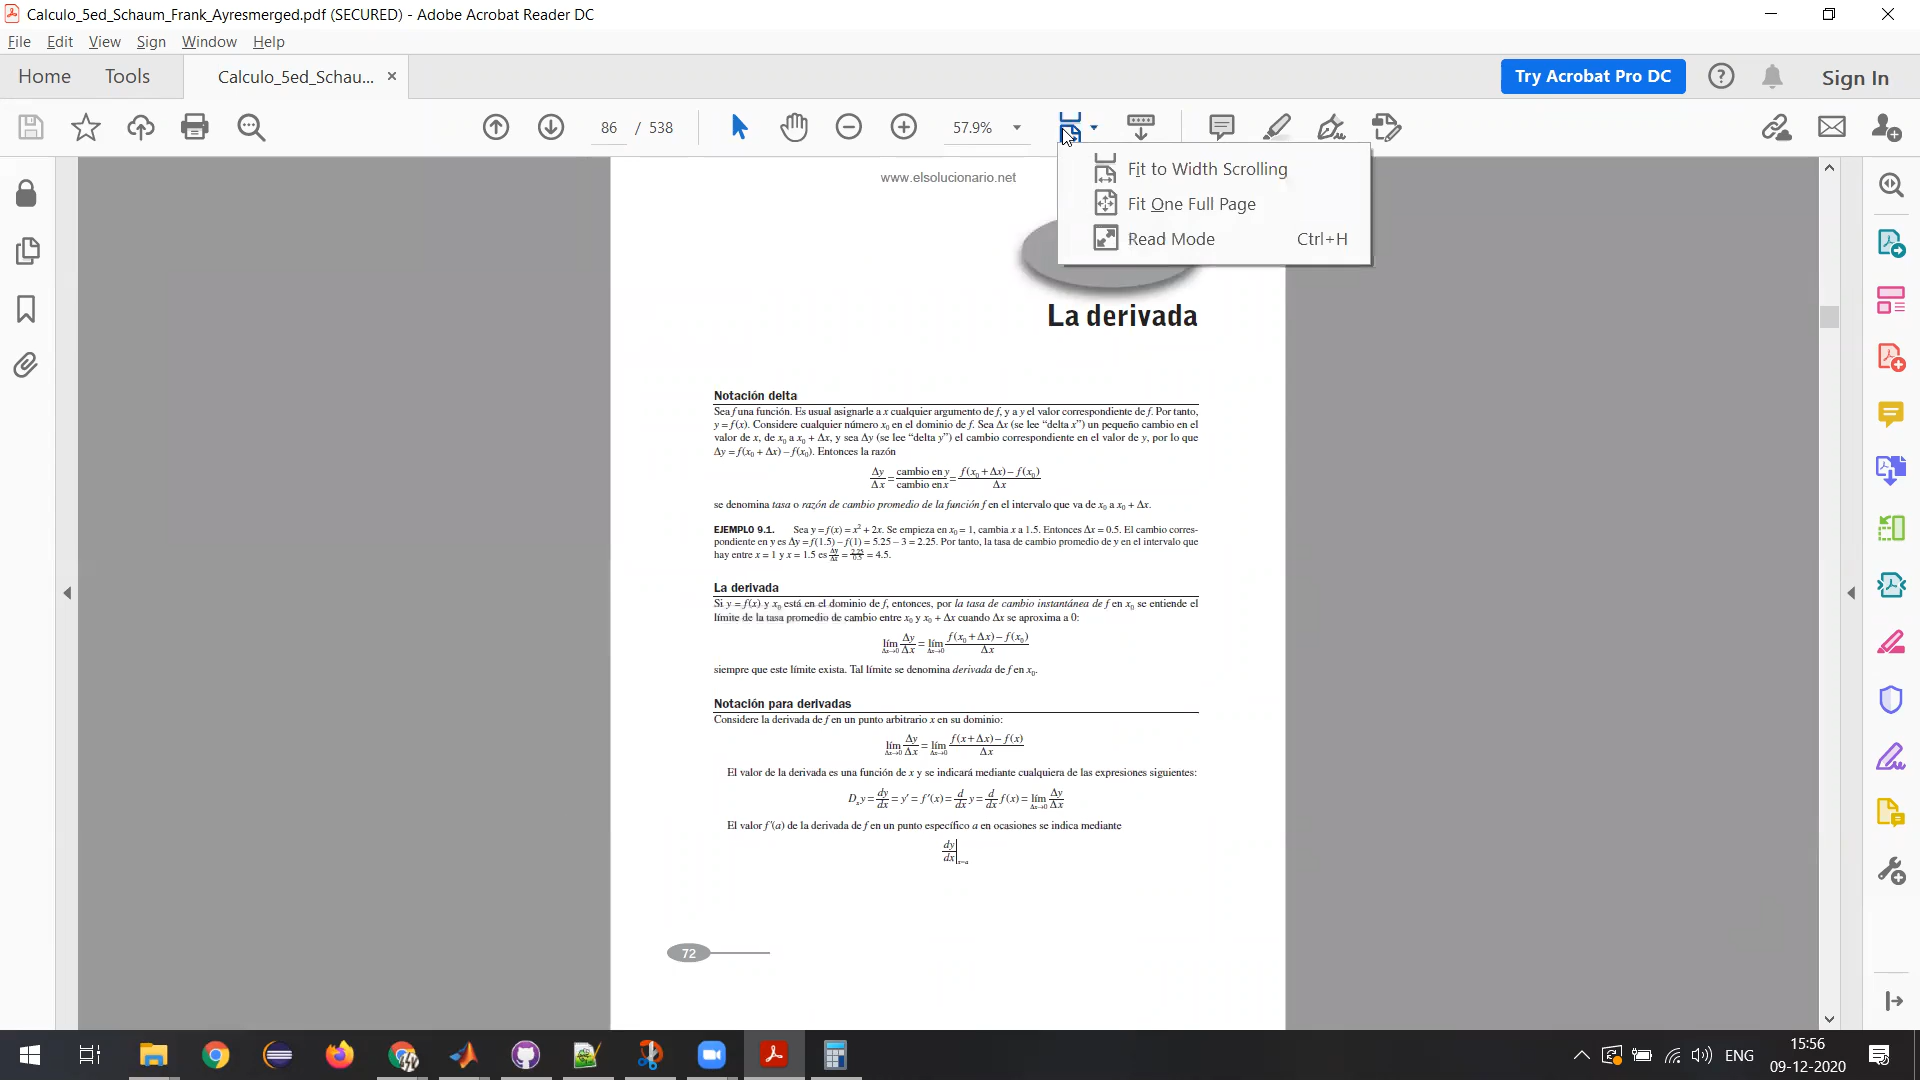 Calculo_5ed_Schaum_Frank_Ayresmerged.pdf (SECURED) - Adobe Acrobat Reader DC
File Edit View Sign Window Help
Home Tools Calculo_5ed_Schau... × Try Acrobat Pro DC Sign In
86 / 538 57.9%
Fit to Width Scrolling
Fit One Full Page
Read Mode Ctrl+H
www.elsolucionario.net
La derivada
Notación delta
Sea f una función. Es usual asignarle a x cualquier argumento de f, y a y el valor correspondiente de f. Por tanto,
y = f(x). Considere cualquier número x₀ en el dominio de f. Sea Δx (se lee “delta x”) un pequeño cambio en el
valor de x, de x₀ a x₀ + Δx, y sea Δy (se lee “delta y”) el cambio correspondiente en el valor de y, por lo que
Δy = f(x₀ + Δx) – f(x₀). Entonces la razón
Δy/Δx = cambio en y/cambio en x = f(x₀ + Δx) – f(x₀)/Δx
se denomina tasa o razón de cambio promedio de la función f en el intervalo que va de x₀ a x₀ + Δx.
EJEMPLO 9.1. Sea y = f(x) = x² + 2x. Se empieza en x₀ = 1, cambia x a 1.5. Entonces Δx = 0.5. El cambio corres-
pondiente en y es Δy = f(1.5) – f(1) = 5.25 – 3 = 2.25. Por tanto, la tasa de cambio promedio de y en el intervalo que
hay entre x = 1 y x = 1.5 es Δy/Δx = 2.25/0.5 = 4.5.
La derivada
Si y = f(x) y x₀ está en el dominio de f, entonces, por la tasa de cambio instantánea de f en x₀ se entiende el
límite de la tasa promedio de cambio entre x₀ y x₀ + Δx cuando Δx se aproxima a 0:
lím Δx→0 Δy/Δx = lím Δx→0 f(x₀ + Δx) – f(x₀)/Δx
siempre que este límite exista. Tal límite se denomina derivada de f en x₀.
Notación para derivadas
Considere la derivada de f en un punto arbitrario x en su dominio:
lím Δx→0 Δy/Δx = lím Δx→0 f(x + Δx) – f(x)/Δx
El valor de la derivada es una función de x y se indicará mediante cualquiera de las expresiones siguientes:
Dₓy = dy/dx = y′ = f′(x) = d/dx y = d/dx f(x) = lím Δx→0 Δy/Δx
El valor f′(a) de la derivada de f en un punto específico a en ocasiones se indica mediante
dy/dx|x=a
72
ENG
15:56
09-12-2020